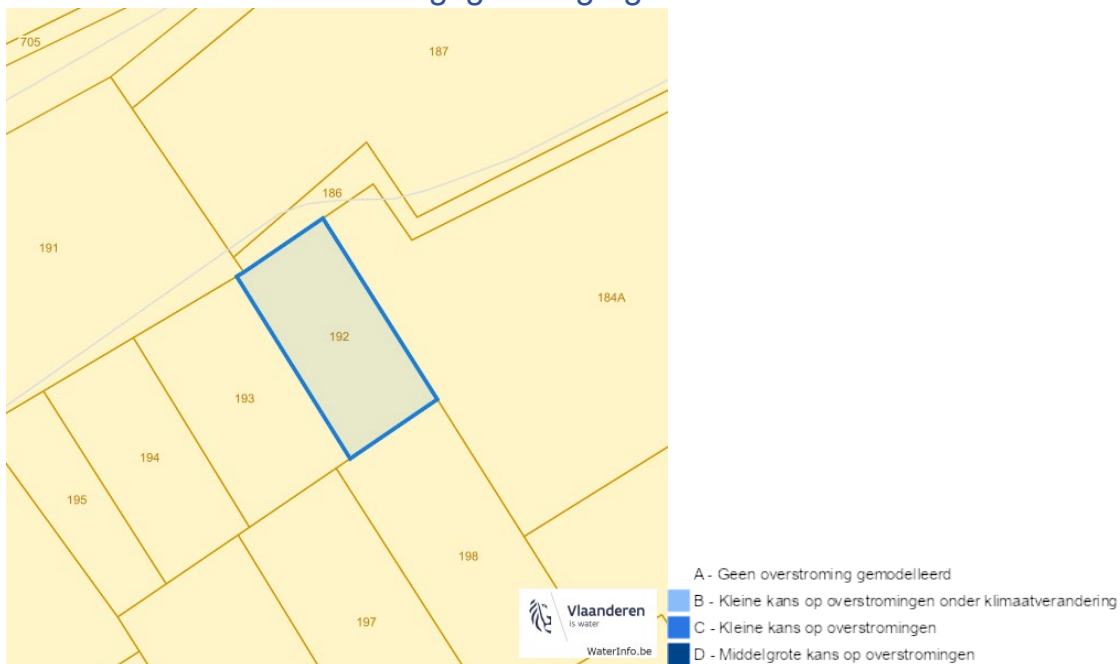 705
187
186
191
184A
192
193
194
195
198
197
Vlaanderen
is water
WaterInfo.be
A - Geen overstroming gemodelleerd
B - Kleine kans op overstromingen onder klimaatverandering
C - Kleine kans op overstromingen
D - Middelgrote kans op overstromingen